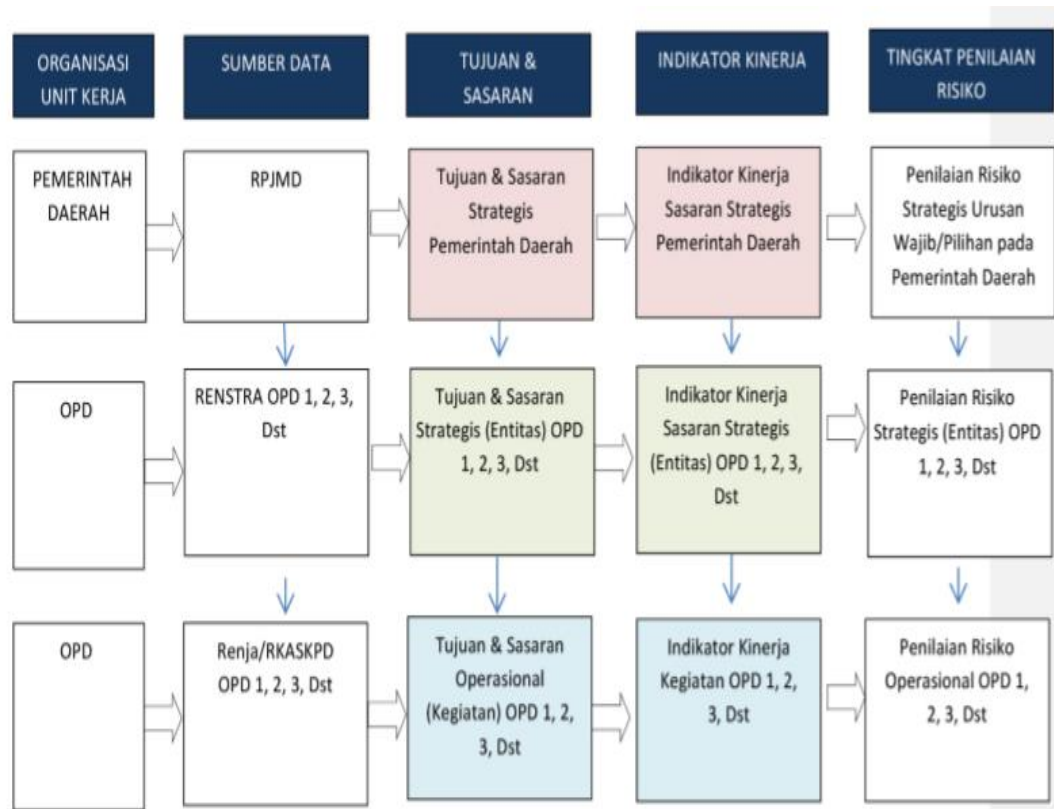 ORGANISASI
UNIT KERJA
SUMBER DATA
TUJUAN &
SASARAN
INDIKATOR KINERJA
TINGKAT PENILAIAN
RISIKO
PEMERINTAH
DAERAH
RPJMD
Tujuan & Sasaran
Strategis
Pemerintah Daerah
Indikator Kinerja
Sasaran Strategis
Pemerintah Daerah
Penilaian Risiko
Strategis Urusan
Wajib/Pilihan pada
Pemerintah Daerah
OPD
RENSTRA OPD 1, 2, 3,
Dst
Tujuan & Sasaran
Strategis (Entitas) OPD
1, 2, 3, Dst
Indikator Kinerja
Sasaran Strategis
(Entitas) OPD 1, 2, 3,
Dst
Penilaian Risiko
Strategis (Entitas) OPD
1, 2, 3, Dst
OPD
Renja/RKASKPD
OPD 1, 2, 3, Dst
Tujuan & Sasaran
Operasional
(Kegiatan) OPD 1, 2,
3, Dst
Indikator Kinerja
Kegiatan OPD 1, 2,
3, Dst
Penilaian Risiko
Operasional OPD 1,
2, 3, Dst